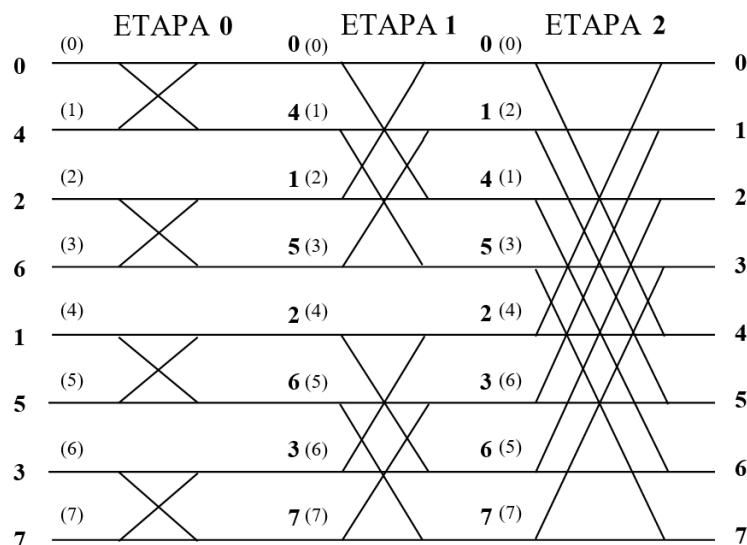 ETAPA 0 ETAPA 1 ETAPA 2
(0) 0 (0) 0 (0)
0 0
(1) 4 (1) 1 (2)
4 1
(2) 1 (2) 4 (1)
2 2
(3) 5 (3) 5 (3)
6 3
(4) 2 (4) 2 (4)
1 4
(5) 6 (5) 3 (6)
5 5
(6) 3 (6) 6 (5)
3 6
(7) 7 (7) 7 (7)
7 7